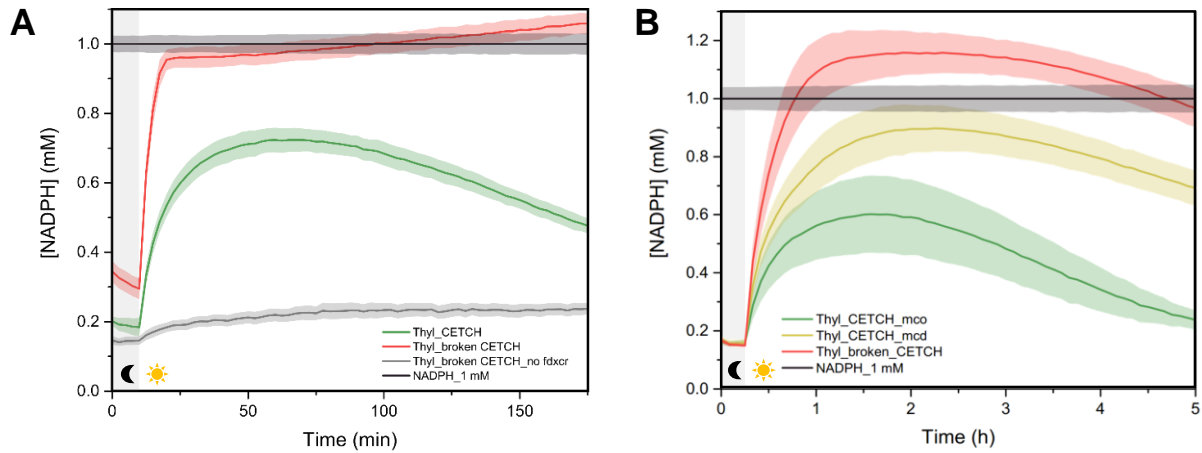 A
[NADPH] (mM)
1.0
0.8
0.6
0.4
0.2
0.0
Thyl_CETCH
Thyl_broken CETCH
Thyl_broken CETCH_no fdxcr
NADPH_1 mM
0
50
100
150
Time (min)
B
[NADPH] (mM)
1.2
1.0
0.8
0.6
0.4
0.2
0.0
Thyl_CETCH_mco
Thyl_CETCH_mcd
Thyl_broken_CETCH
NADPH_1 mM
0
1
2
3
4
5
Time (h)